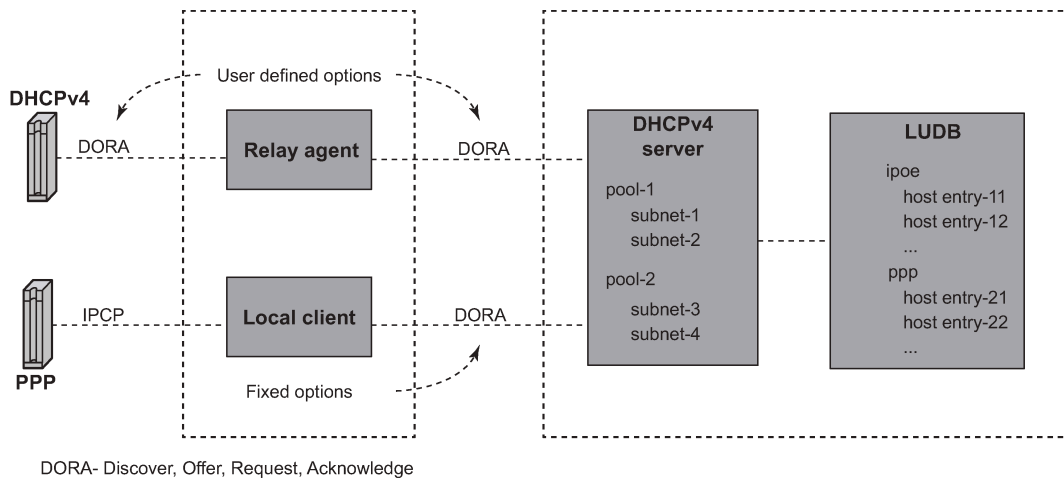 User defined options
DHCPv4
DORA
Relay agent
DORA
DHCPv4
server
pool-1
subnet-1
subnet-2
pool-2
subnet-3
subnet-4
LUDB
ipoe
host entry-11
host entry-12
...
ppp
host entry-21
host entry-22
...
IPCP
Local client
DORA
PPP
Fixed options
DORA- Discover, Offer, Request, Acknowledge